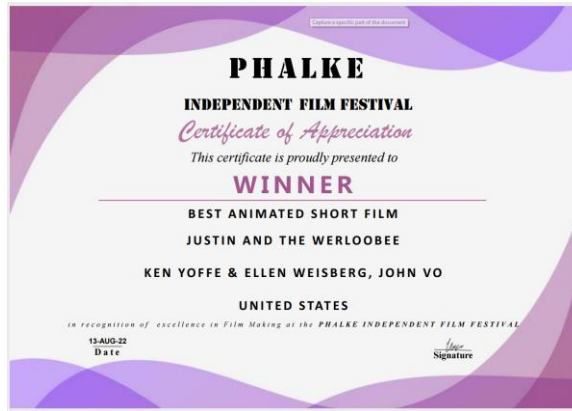 Capture a specific part of the document
PHALKE
INDEPENDENT FILM FESTIVAL
Certificate of Appreciation
This certificate is proudly presented to
WINNER
BEST ANIMATED SHORT FILM
JUSTIN AND THE WERLOOBEE
KEN YOFFE & ELLEN WEISBERG, JOHN VO
UNITED STATES
in recognition of excellence in Film Making at the PHALKE INDEPENDENT FILM FESTIVAL
13-AUG-22
Date
Signature